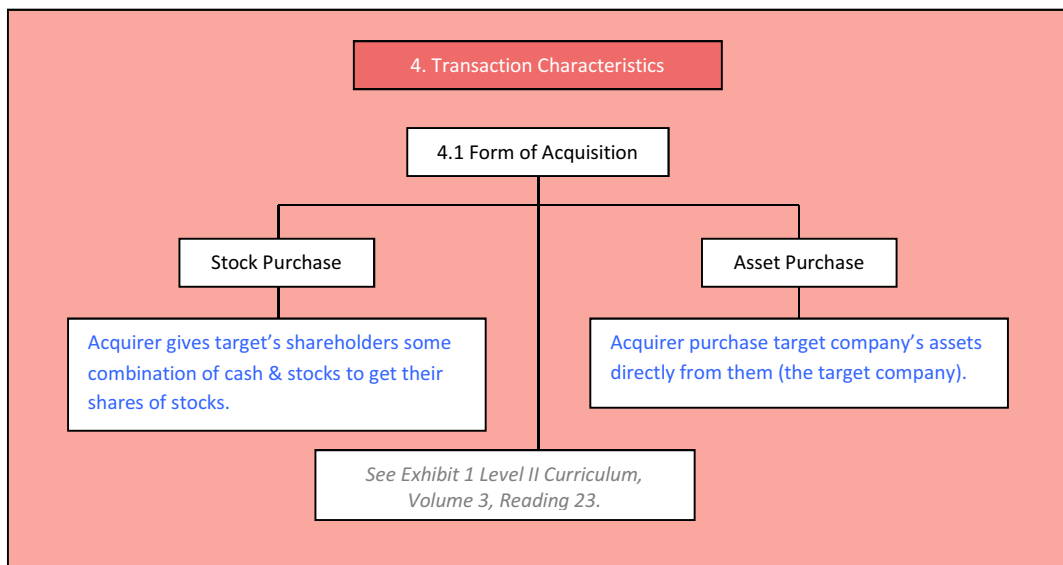 4. Transaction Characteristics
4.1 Form of Acquisition
Stock Purchase
Asset Purchase
Acquirer gives target’s shareholders some
combination of cash & stocks to get their
shares of stocks.
Acquirer purchase target company’s assets
directly from them (the target company).
See Exhibit 1 Level II Curriculum,
Volume 3, Reading 23.